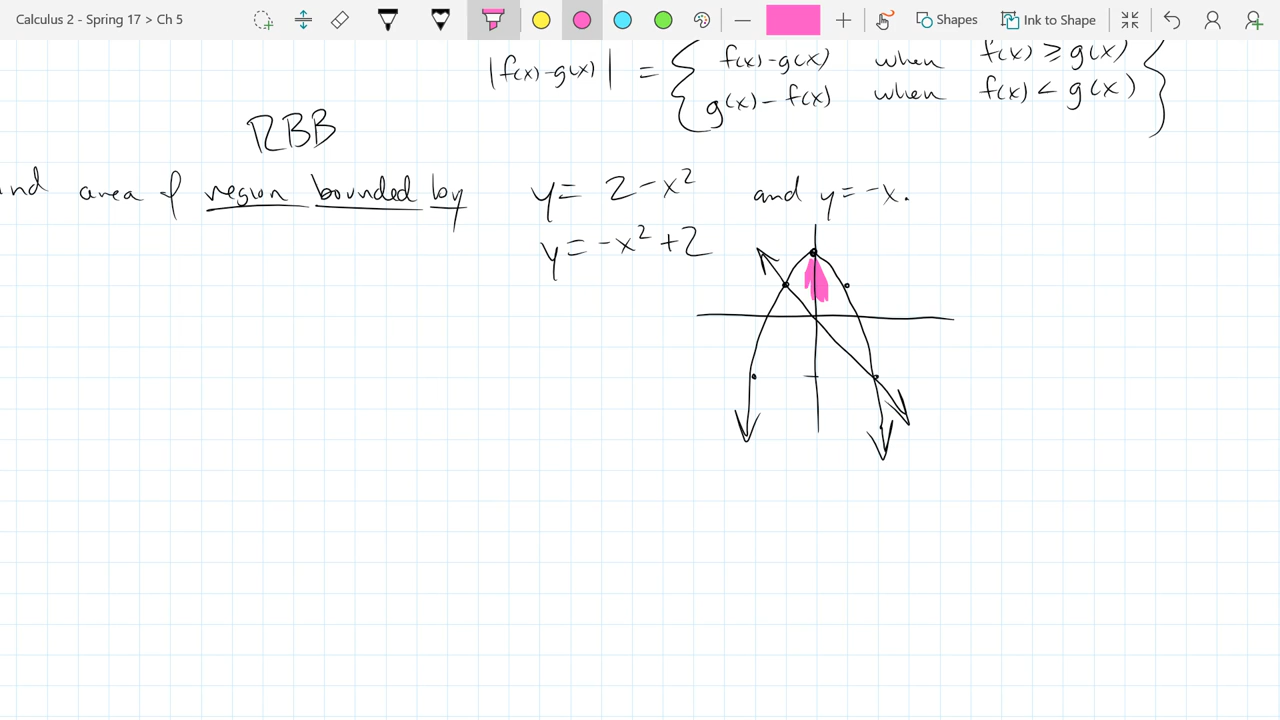 Calculus 2 - Spring 17 > Ch 5
Shapes
Ink to Shape
|f(x)-g(x)| = { f(x)-g(x) when f(x) ≥ g(x)
g(x) - f(x) when f(x) < g(x) }
RBB
nd area of region bounded by y = 2 - x² and y = -x.
y = -x² + 2